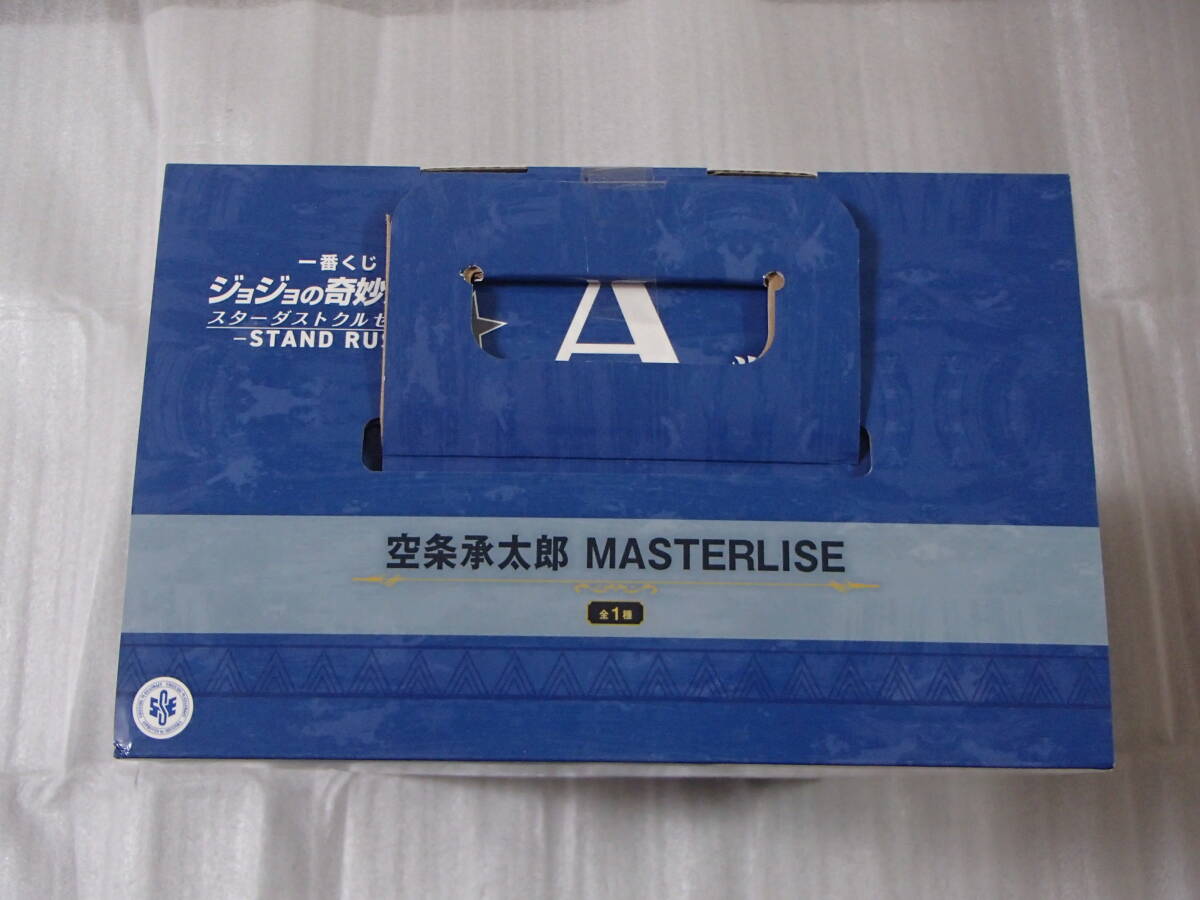 一番くじ
ジョジョの奇妙
スターダストクルセ
-STAND RUS
A
空条承太郎 MASTERLISE
全1種